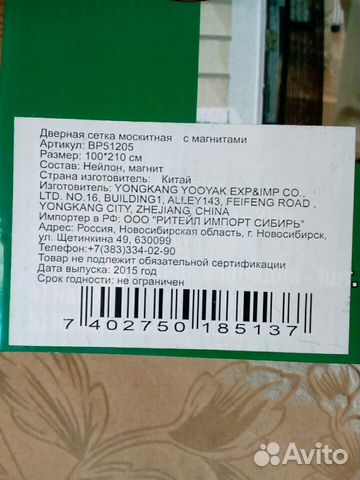 Дверная сетка москитная с магнитами
Артикул: BP51205
Размер: 100*210 см
Состав: Нейлон, магнит
Страна изготовитель: Китай
Изготовитель: YONGKANG YOOYAK EXP&IMP CO.,
LTD. NO.16, BUILDING1, ALLEY143, FEIFENG ROAD ,
YONGKANG CITY, ZHEJIANG, CHINA
Импортер в РФ: ООО "РИТЕЙЛ ИМПОРТ СИБИРЬ"
Адрес: Россия, Новосибирская область, г. Новосибирск,
ул. Щетинкина 49, 630099
Телефон:+7(383)334-02-90
Товар не подлежит обязательной сертификации
Дата выпуска: 2015 год
Срок годности: не ограничен
7 402750 185137
Avito